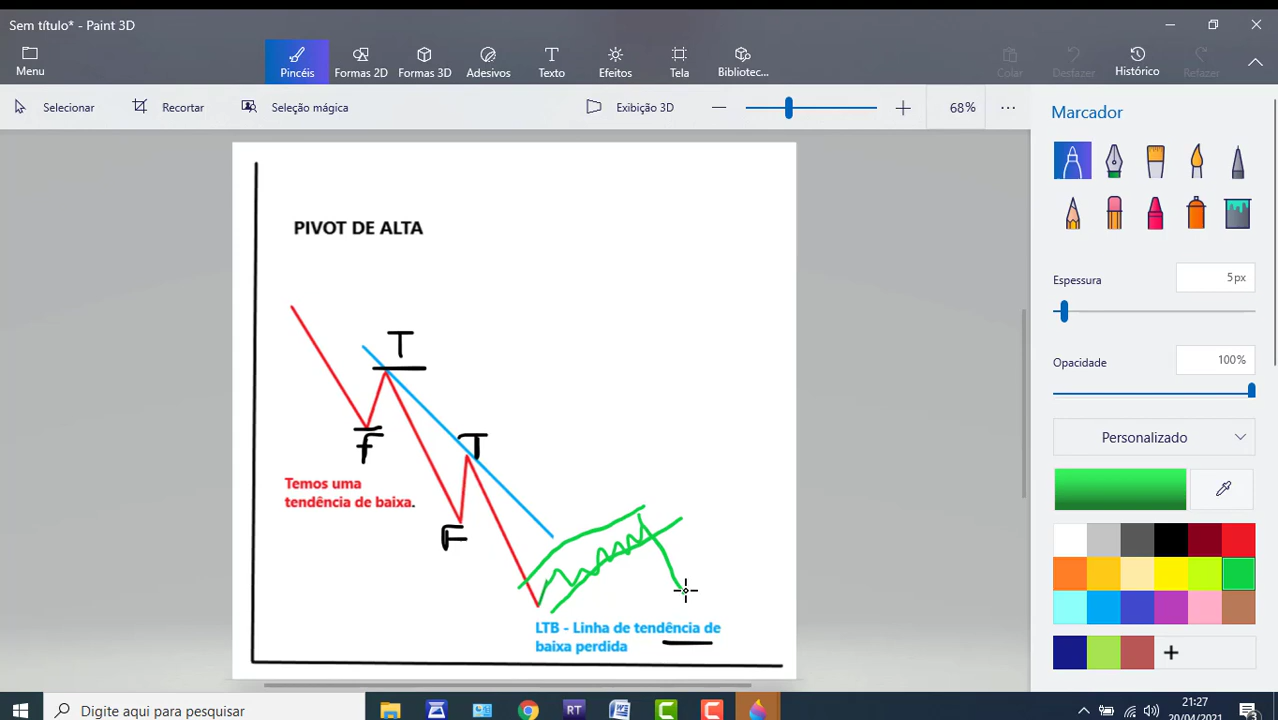 Sem título* - Paint 3D
Menu
Pincéis
Formas 2D
Formas 3D
Adesivos
Texto
Efeitos
Tela
Bibliotec...
Colar
Desfazer
Histórico
Refazer
Selecionar
Recortar
Seleção mágica
Exibição 3D
68%
Marcador
Espessura
5px
Opacidade
100%
Personalizado
PIVOT DE ALTA
T
F
T
F
Temos uma
tendência de baixa.
LTB - Linha de tendência de
baixa perdida
Digite aqui para pesquisar
RT
21:27
20/04/2021
3